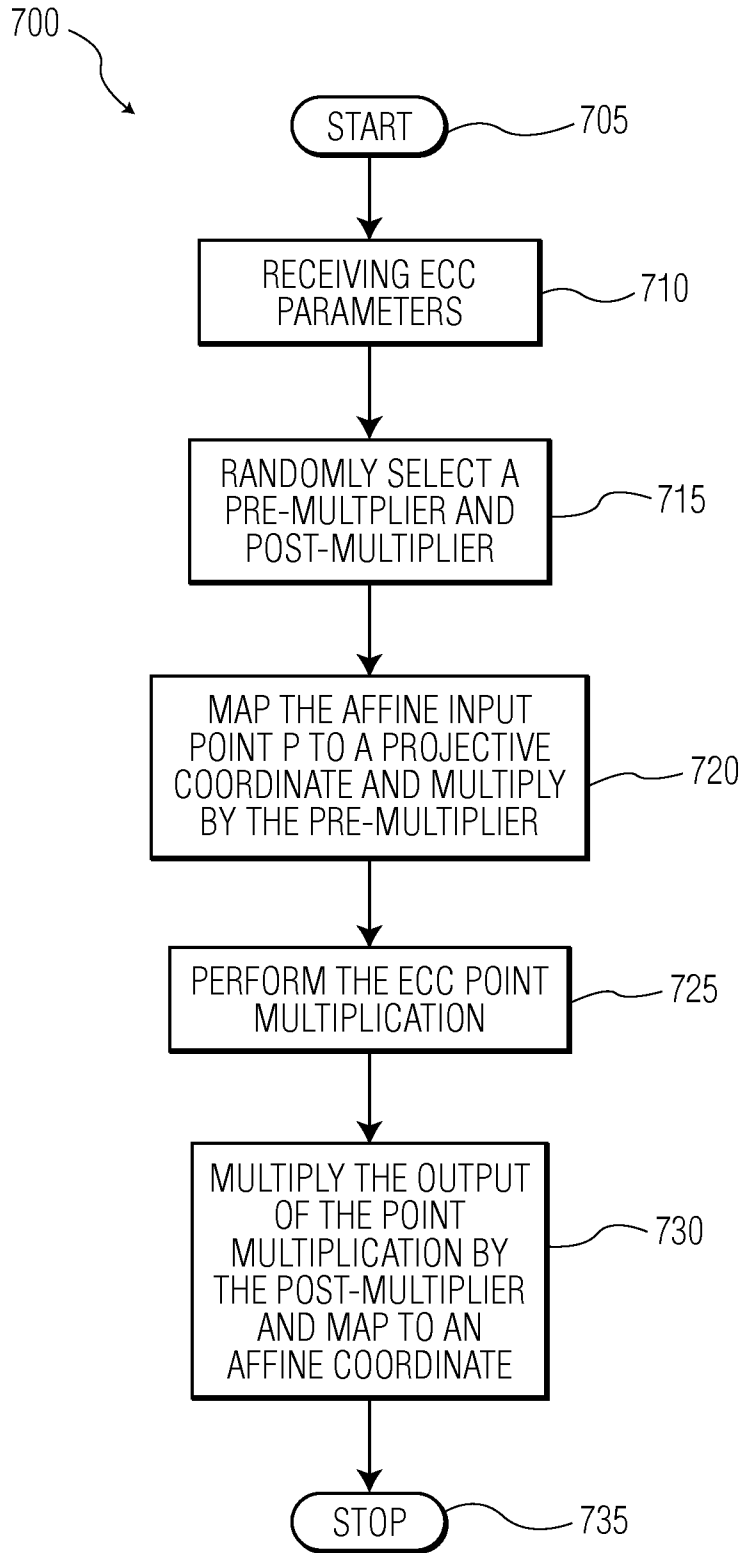 700
START
705
RECEIVING ECC
PARAMETERS
710
RANDOMLY SELECT A
PRE-MULTPLIER AND
POST-MULTIPLIER
715
MAP THE AFFINE INPUT
POINT P TO A PROJECTIVE
COORDINATE AND MULTIPLY
BY THE PRE-MULTIPLIER
720
PERFORM THE ECC POINT
MULTIPLICATION
725
MULTIPLY THE OUTPUT
OF THE POINT
MULTIPLICATION BY
THE POST-MULTIPLIER
AND MAP TO AN
AFFINE COORDINATE
730
STOP
735